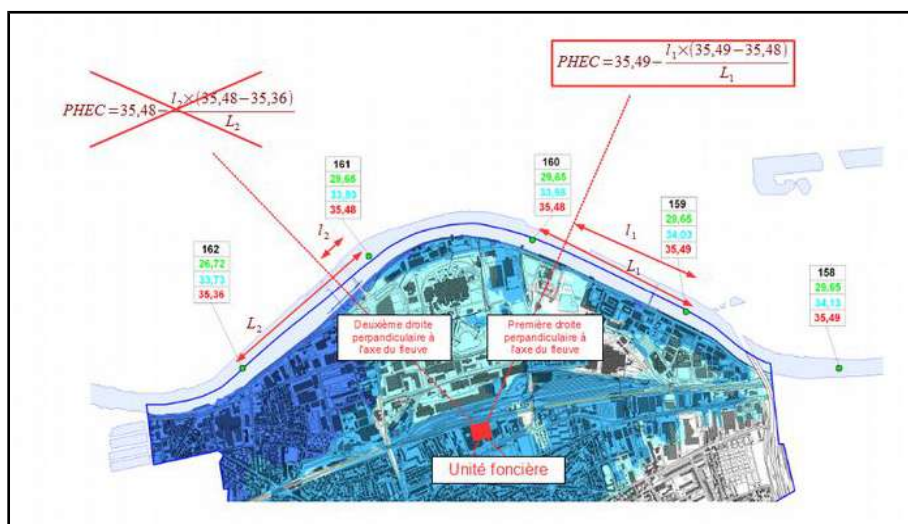 PHEC=35,49−l₁×(35,49−35,48)/L₁
PHEC=35,48−l₂×(35,48−35,36)/L₂
161
29,65
33,93
35,48
160
29,65
33,98
35,48
159
29,65
34,03
35,49
l₂
l₁
L₁
162
26,72
33,73
35,36
158
29,65
34,13
35,49
L₂
Deuxième droite
perpandiculaire à
l'axe du fleuve
Première droite
perpandiculaire à
l'axe du fleuve
Unité foncière